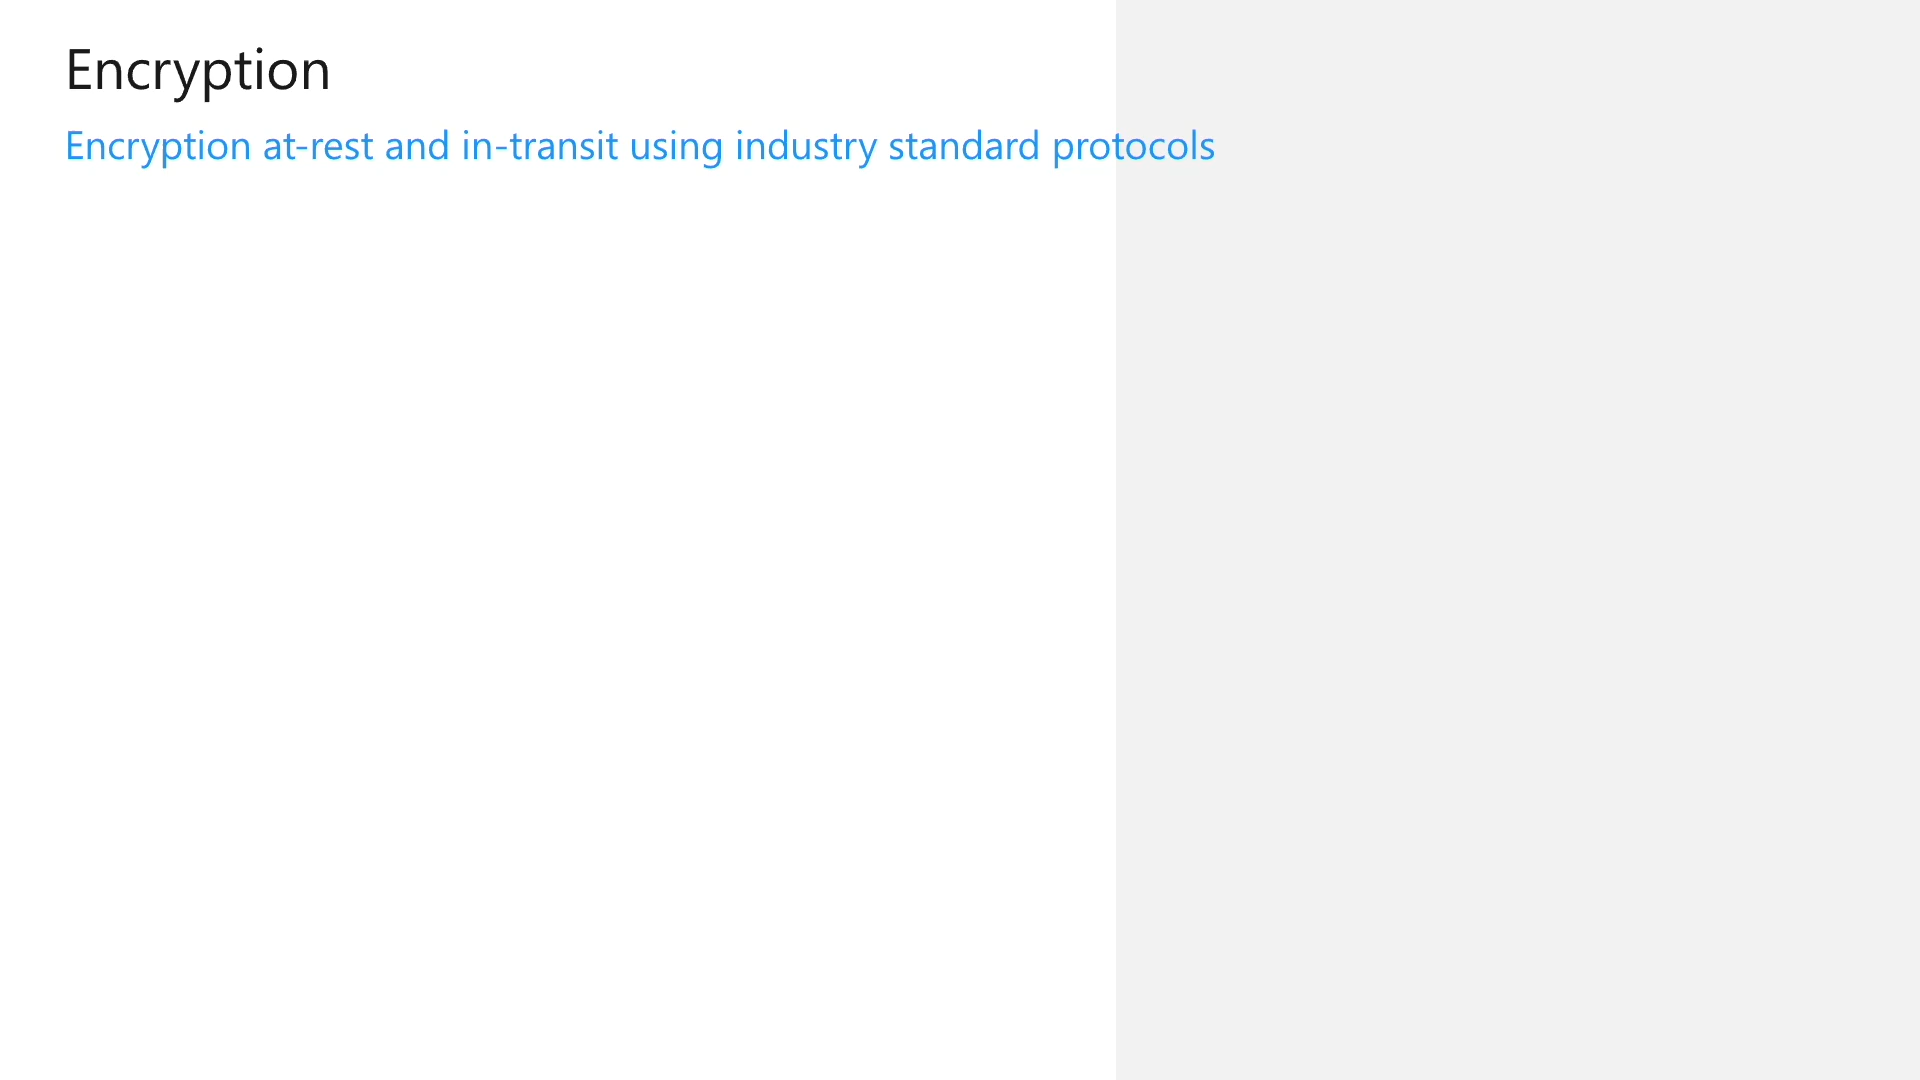 Encryption
Encryption at-rest and in-transit using industry standard protocols